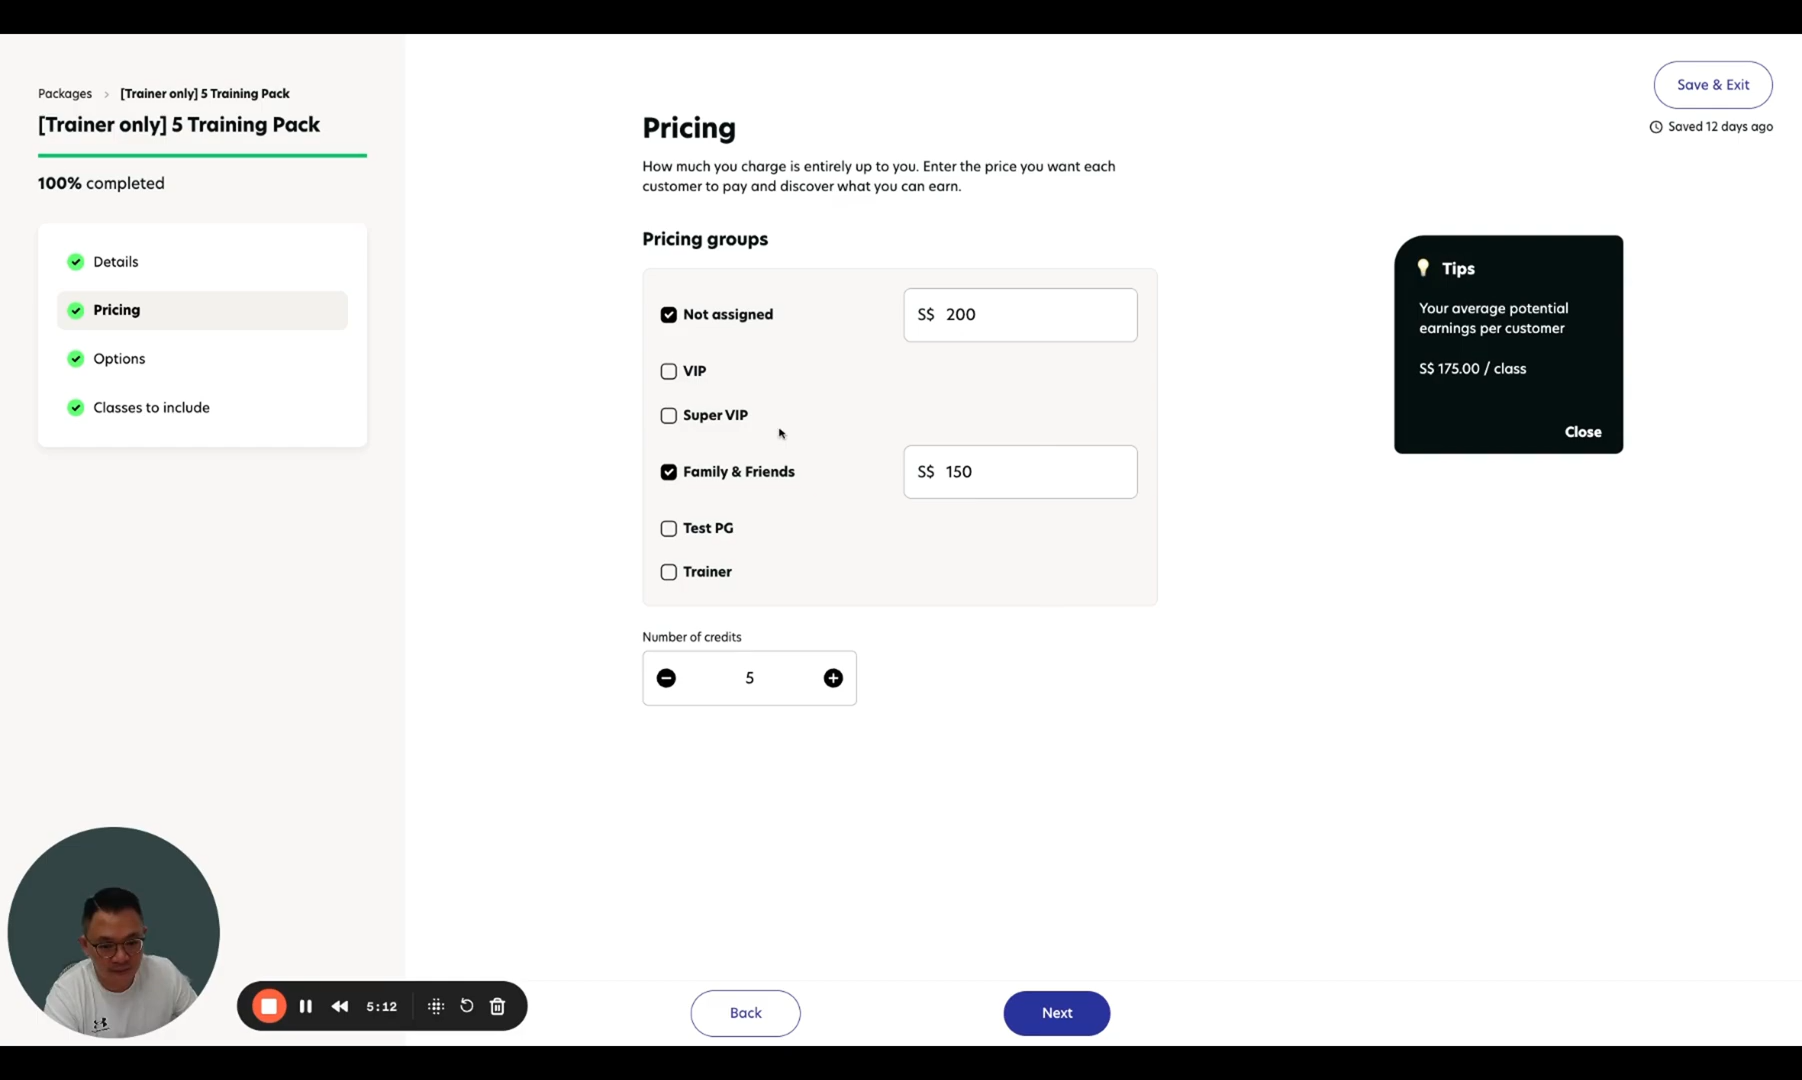 Packages > [Trainer only] 5 Training Pack
[Trainer only] 5 Training Pack
100% completed
Details
Pricing
Options
Classes to include
Save & Exit
Saved 12 days ago
Pricing
How much you charge is entirely up to you. Enter the price you want each
customer to pay and discover what you can earn.
Pricing groups
Not assigned S$ 200
VIP
Super VIP
Family & Friends S$ 150
Test PG
Trainer
Number of credits
5
Tips
Your average potential
earnings per customer
S$ 175.00 / class
Close
5:12
Back
Next